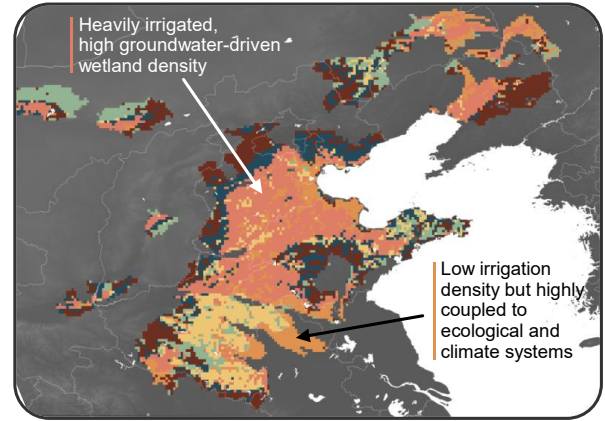 Heavily irrigated,
high groundwater-driven
wetland density
Low irrigation
density but highly
coupled to
ecological and
climate systems